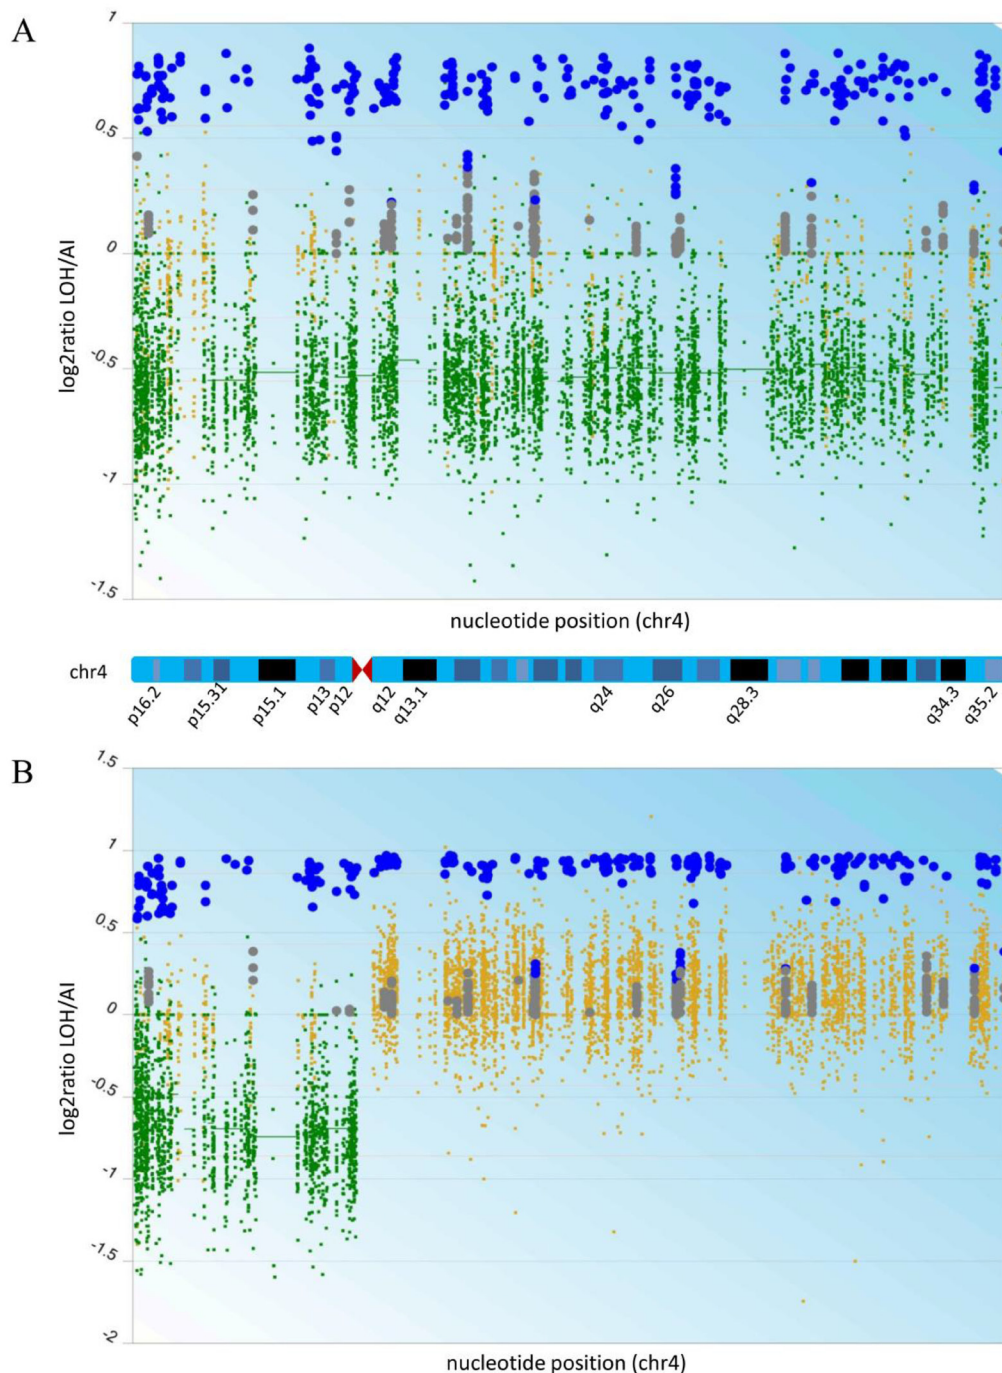 A
1
0.5
0
-0.5
-1
-1.5
log2ratio LOH/AI
nucleotide position (chr4)
chr4
p16.2 p15.31 p15.1 p13 p12 q12 q13.1 q24 q26 q28.3 q34.3 q35.2
B
1.5
1
0.5
0
-0.5
-1
-1.5
-2
log2ratio LOH/AI
nucleotide position (chr4)